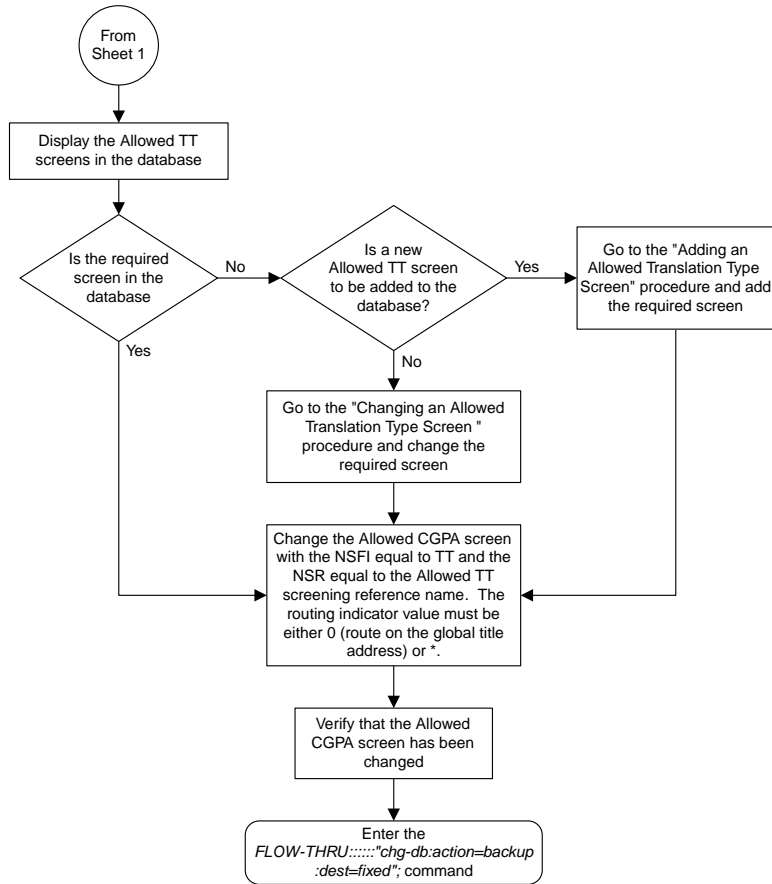 From
Sheet 1
Display the Allowed TT
screens in the database
Is the required
screen in the
database
No
Is a new
Allowed TT screen
to be added to the
database?
Yes
Go to the "Adding an
Allowed Translation Type
Screen" procedure and add
the required screen
Yes
No
Go to the "Changing an Allowed
Translation Type Screen "
procedure and change the
required screen
Change the Allowed CGPA screen
with the NSFI equal to TT and the
NSR equal to the Allowed TT
screening reference name. The
routing indicator value must be
either 0 (route on the global title
address) or *.
Verify that the Allowed
CGPA screen has been
changed
Enter the
FLOW-THRU::::::"chg-db:action=backup
:dest=fixed"; command